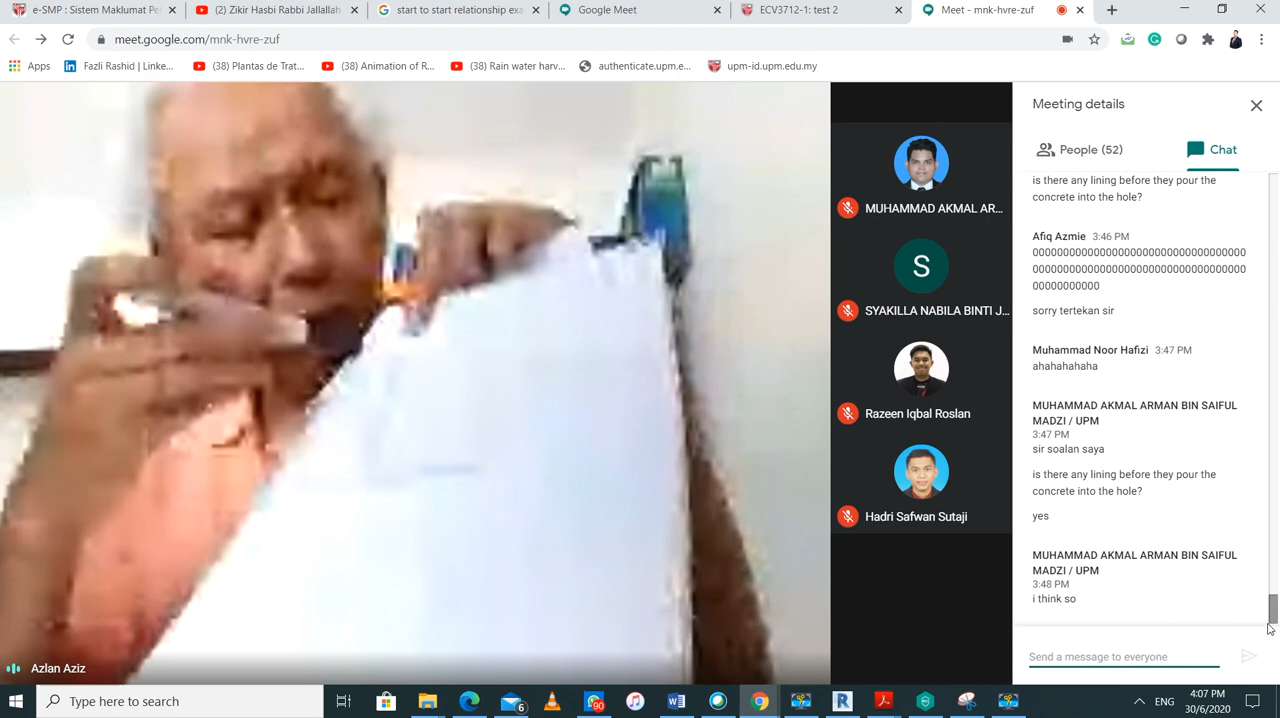 e-SMP : Sistem Maklumat Pel
(2) Zikir Hasbi Rabbi Jallallah
start to start relationship exa
Google Meet
ECV3712-1: test 2
Meet - mnk-hvre-zuf
meet.google.com/mnk-hvre-zuf
Apps
Fazli Rashid | Linke...
(38) Plantas de Trat...
(38) Animation of R...
(38) Rain water harv...
authenticate.upm.e...
upm-id.upm.edu.my
Meeting details
People (52)
Chat
is there any lining before they pour the
concrete into the hole?
Afiq Azmie 3:46 PM
0000000000000000000000000000000000
0000000000000000000000000000000000
00000000000
sorry tertekan sir
Muhammad Noor Hafizi 3:47 PM
ahahahahaha
MUHAMMAD AKMAL ARMAN BIN SAIFUL
MADZI / UPM
3:47 PM
sir soalan saya
is there any lining before they pour the
concrete into the hole?
yes
MUHAMMAD AKMAL ARMAN BIN SAIFUL
MADZI / UPM
3:48 PM
i think so
Send a message to everyone
MUHAMMAD AKMAL AR...
S
SYAKILLA NABILA BINTI J...
Razeen Iqbal Roslan
Hadri Safwan Sutaji
Azlan Aziz
Type here to search
6
90
ENG
4:07 PM
30/6/2020